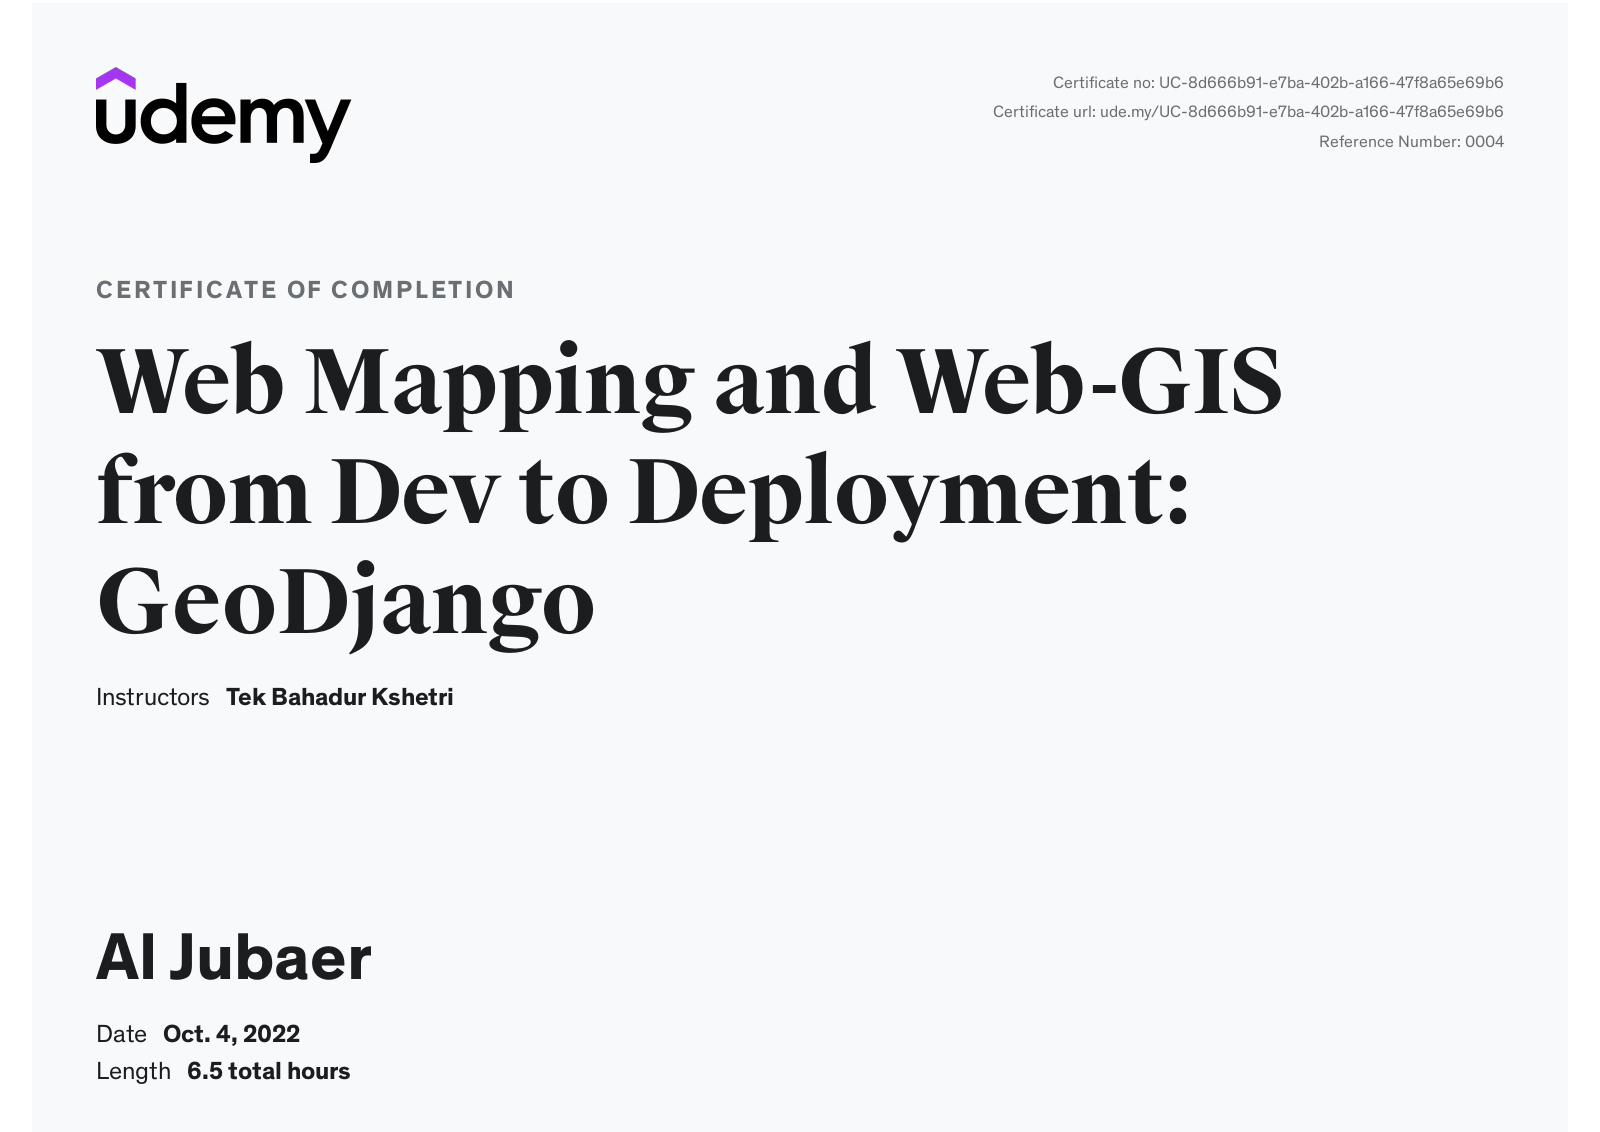 udemy
Certificate no: UC-8d666b91-e7ba-402b-a166-47f8a65e69b6
Certificate url: ude.my/UC-8d666b91-e7ba-402b-a166-47f8a65e69b6
Reference Number: 0004
CERTIFICATE OF COMPLETION
Web Mapping and Web-GIS
from Dev to Deployment:
GeoDjango
Instructors Tek Bahadur Kshetri
Al Jubaer
Date Oct. 4, 2022
Length 6.5 total hours